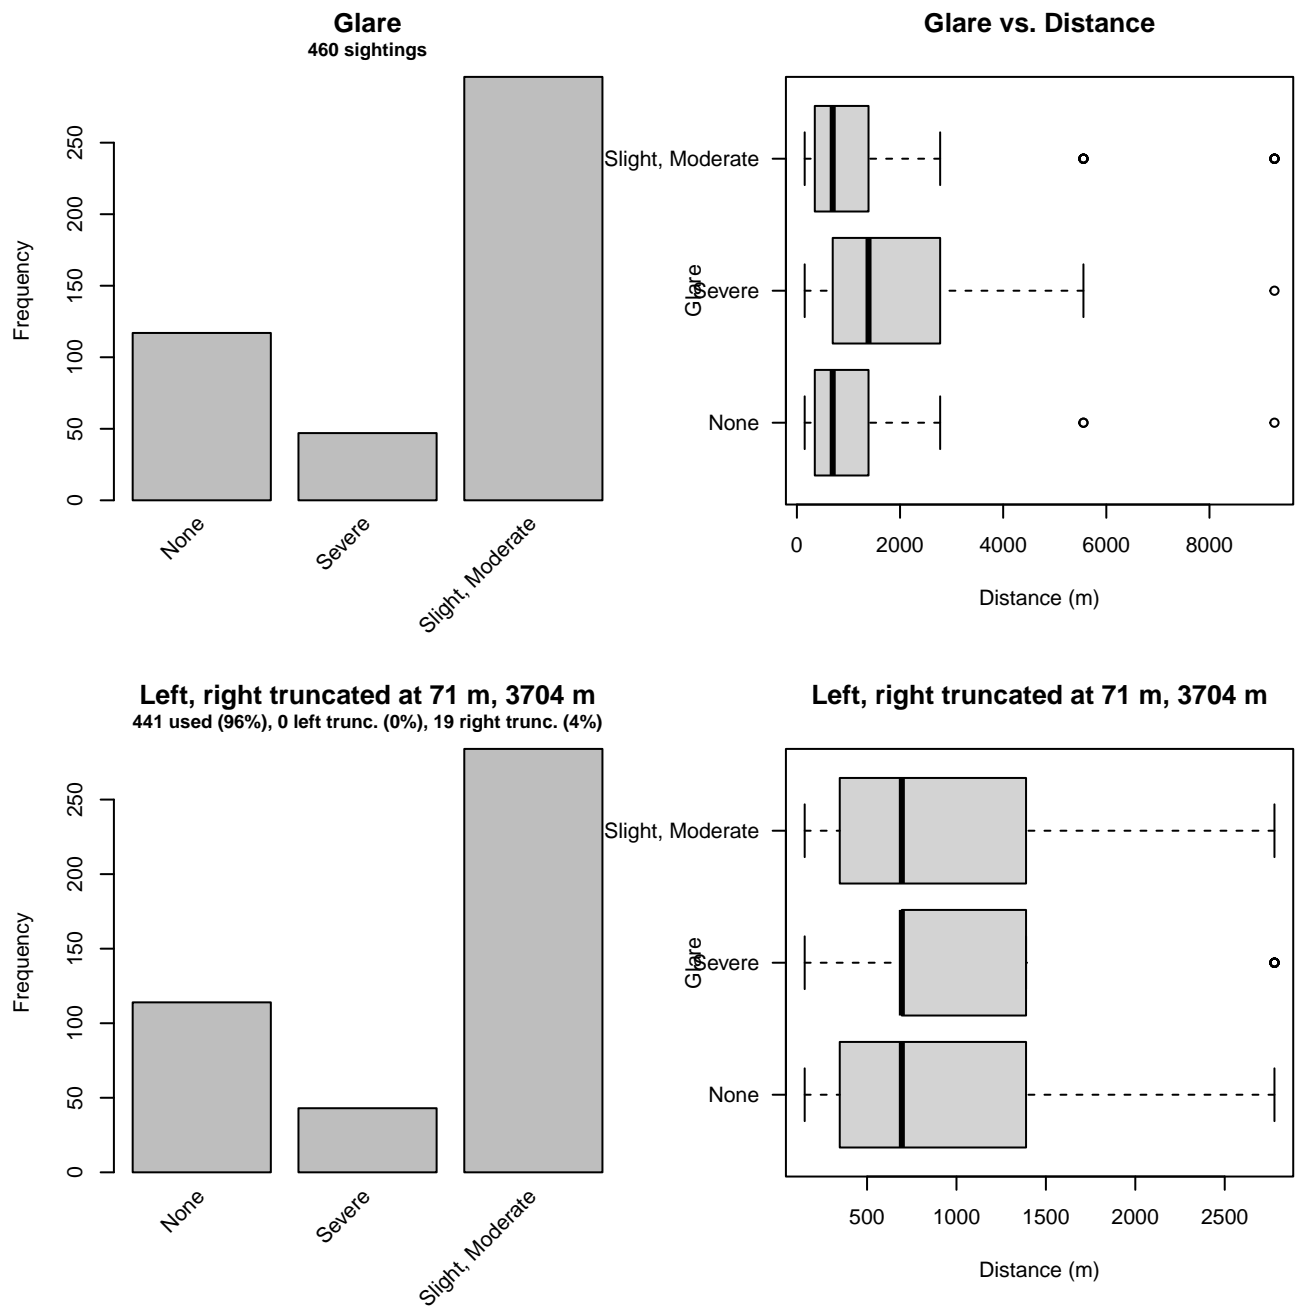 Glare
460 sightings
Frequency
0
50
100
150
200
250
None
Severe
Slight, Moderate
Glare vs. Distance
Glare
Slight, Moderate
Severe
None
0 2000 4000 6000 8000
Distance (m)
Left, right truncated at 71 m, 3704 m
441 used (96%), 0 left trunc. (0%), 19 right trunc. (4%)
Frequency
0
50
100
150
200
250
None
Severe
Slight, Moderate
Left, right truncated at 71 m, 3704 m
Glare
Slight, Moderate
Severe
None
500 1000 1500 2000 2500
Distance (m)